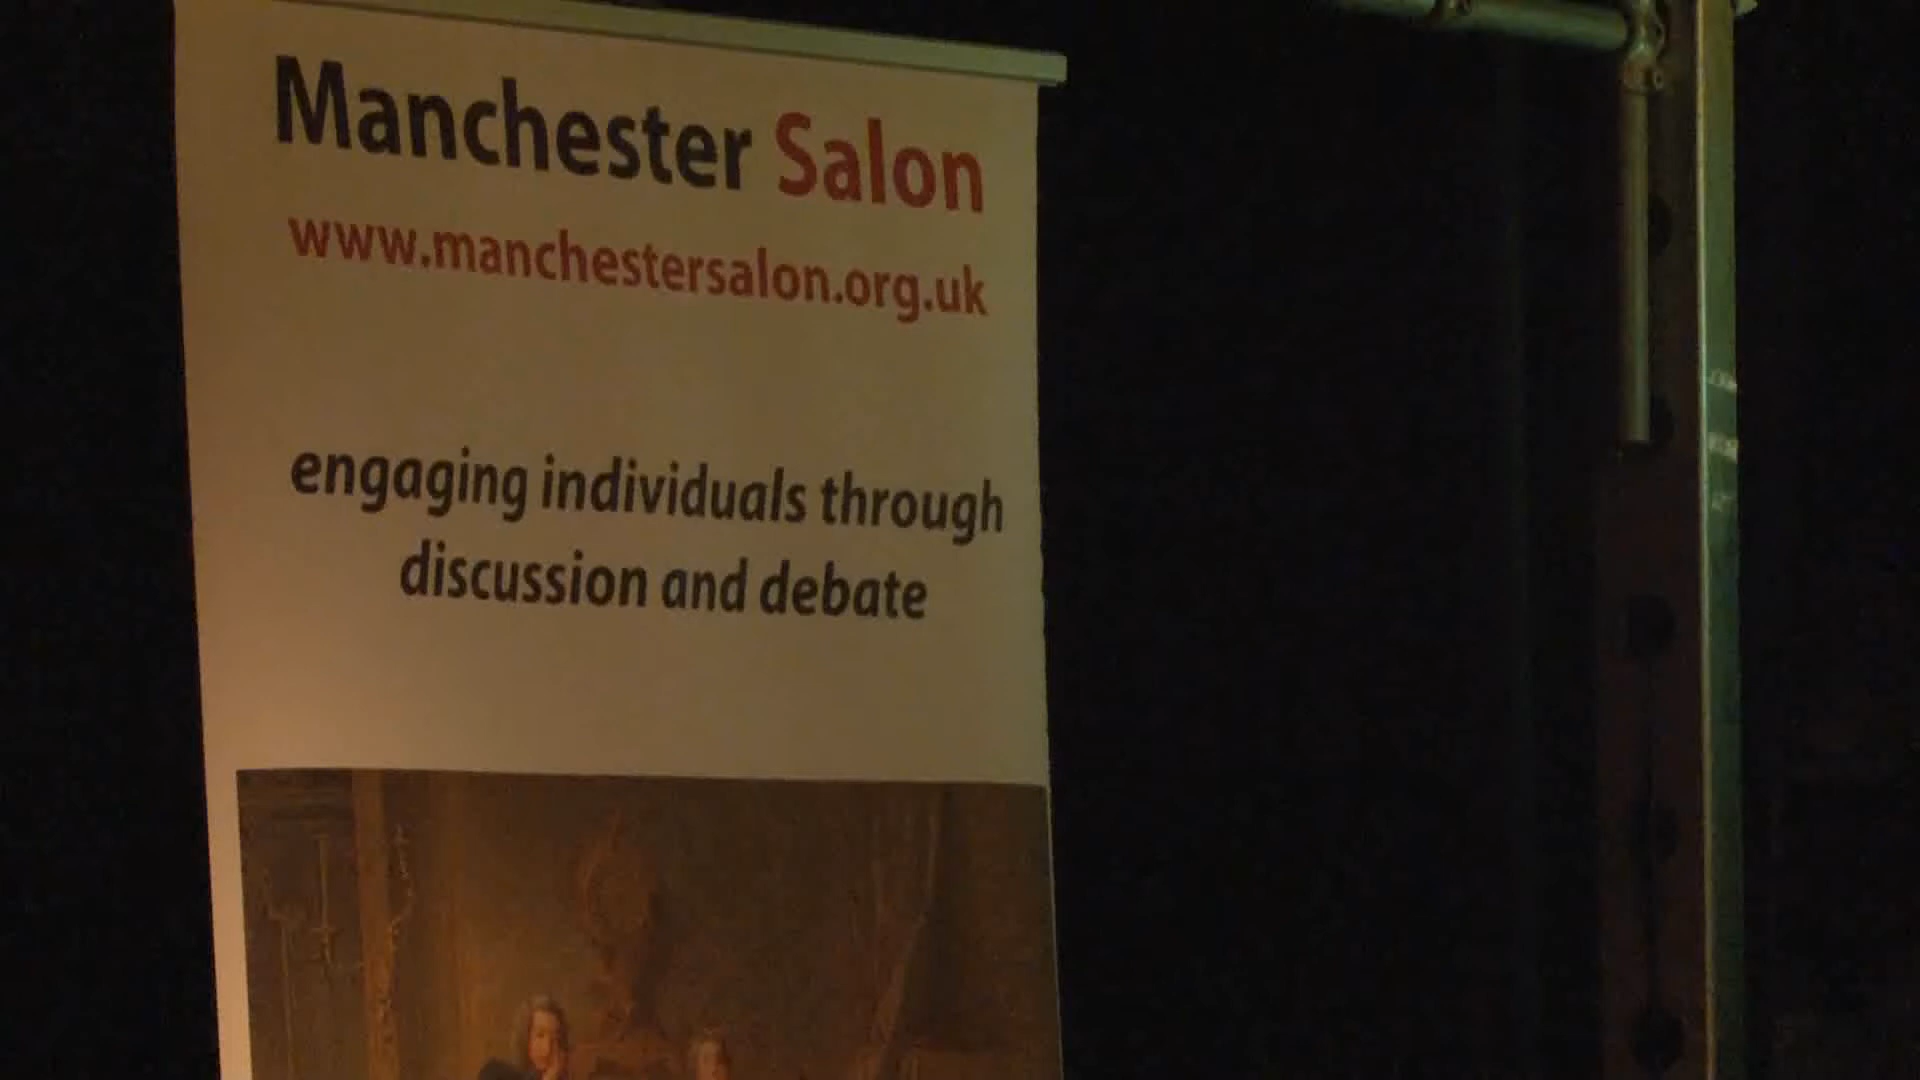 Manchester Salon
www.manchestersalon.org.uk
engaging individuals through
discussion and debate